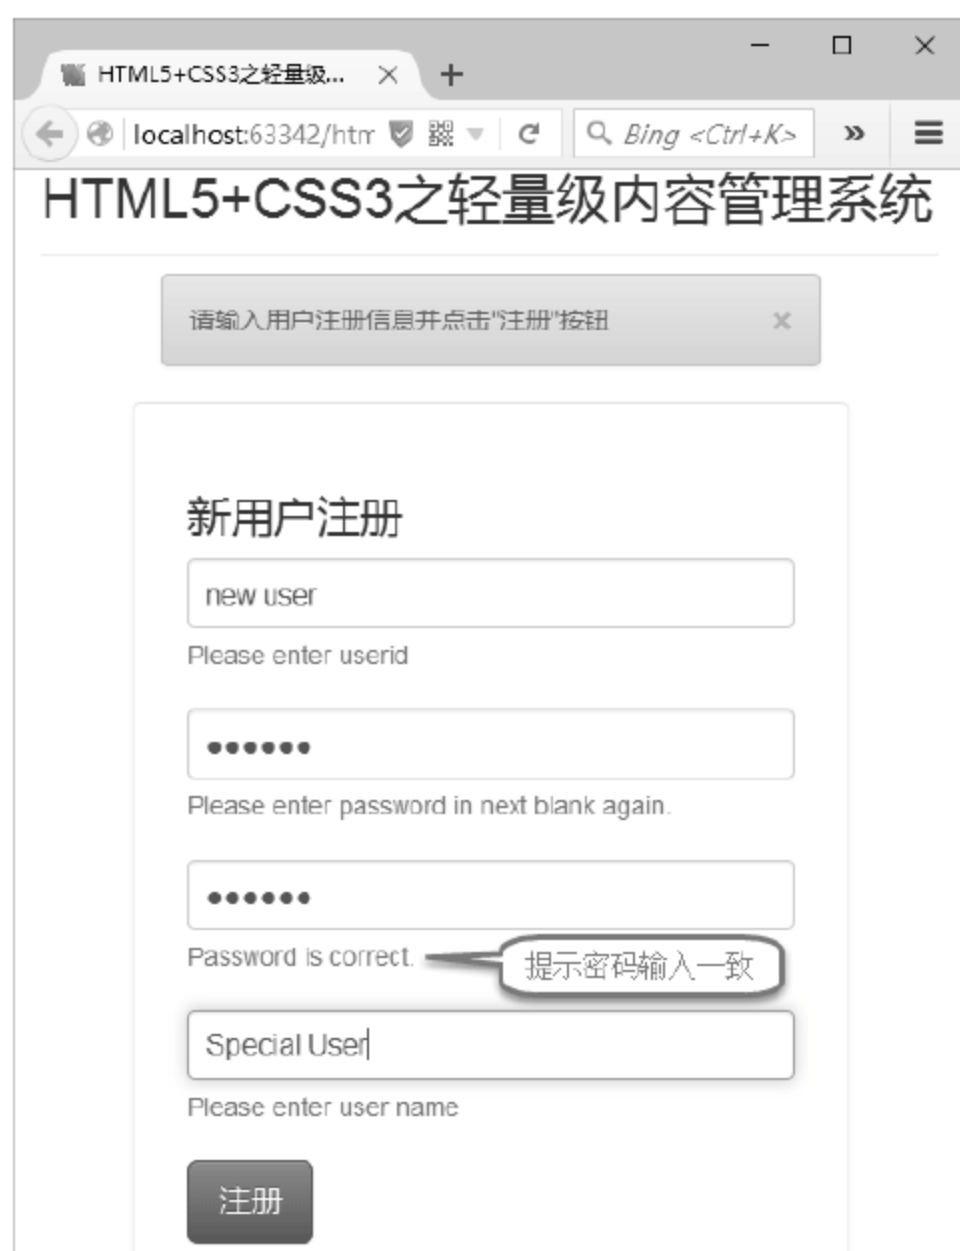 HTML5+CSS3之轻量级...
localhost:63342/htm
Bing <Ctrl+K>
HTML5+CSS3之轻量级内容管理系统
请输入用户注册信息并点击"注册"按钮
新用户注册
new user
Please enter userid
Please enter password in next blank again.
Password is correct.
提示密码输入一致
Special User
Please enter user name
注册